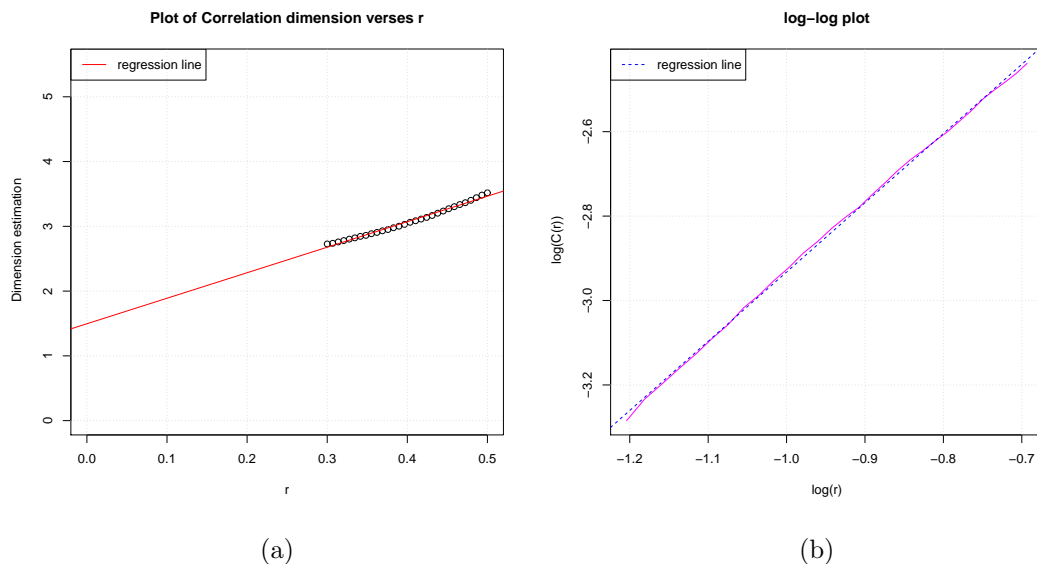 Plot of Correlation dimension verses r
regression line
Dimension estimation
5
4
3
2
1
0
0.0 0.1 0.2 0.3 0.4 0.5
r
(a)
log−log plot
regression line
log(C(r))
−2.6
−2.8
−3.0
−3.2
−1.2 −1.1 −1.0 −0.9 −0.8 −0.7
log(r)
(b)